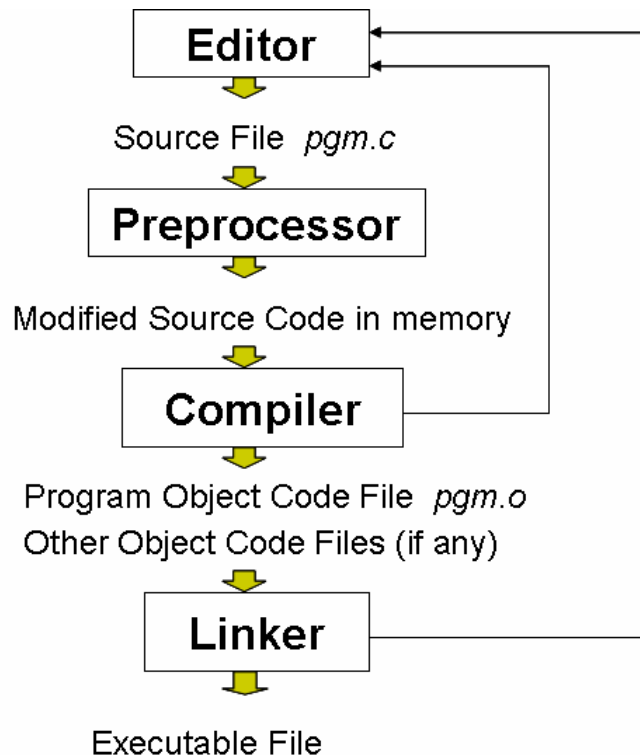 Editor
Source File pgm.c
Preprocessor
Modified Source Code in memory
Compiler
Program Object Code File pgm.o
Other Object Code Files (if any)
Linker
Executable File